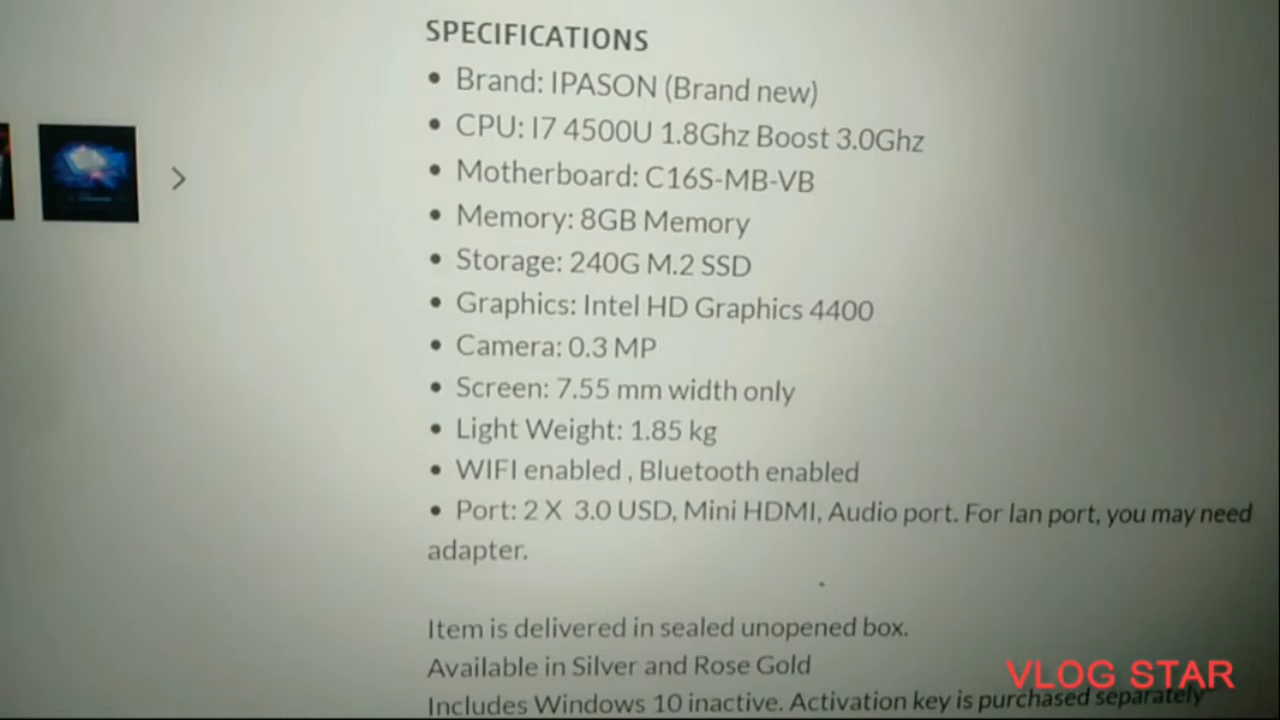 SPECIFICATIONS
• Brand: IPASON (Brand new)
• CPU: I7 4500U 1.8Ghz Boost 3.0Ghz
• Motherboard: C16S-MB-VB
• Memory: 8GB Memory
• Storage: 240G M.2 SSD
• Graphics: Intel HD Graphics 4400
• Camera: 0.3 MP
• Screen: 7.55 mm width only
• Light Weight: 1.85 kg
• WIFI enabled , Bluetooth enabled
• Port: 2 X 3.0 USD, Mini HDMI, Audio port. For lan port, you may need
adapter.
Item is delivered in sealed unopened box.
Available in Silver and Rose Gold
Includes Windows 10 inactive. Activation key is purchased separately
VLOG STAR